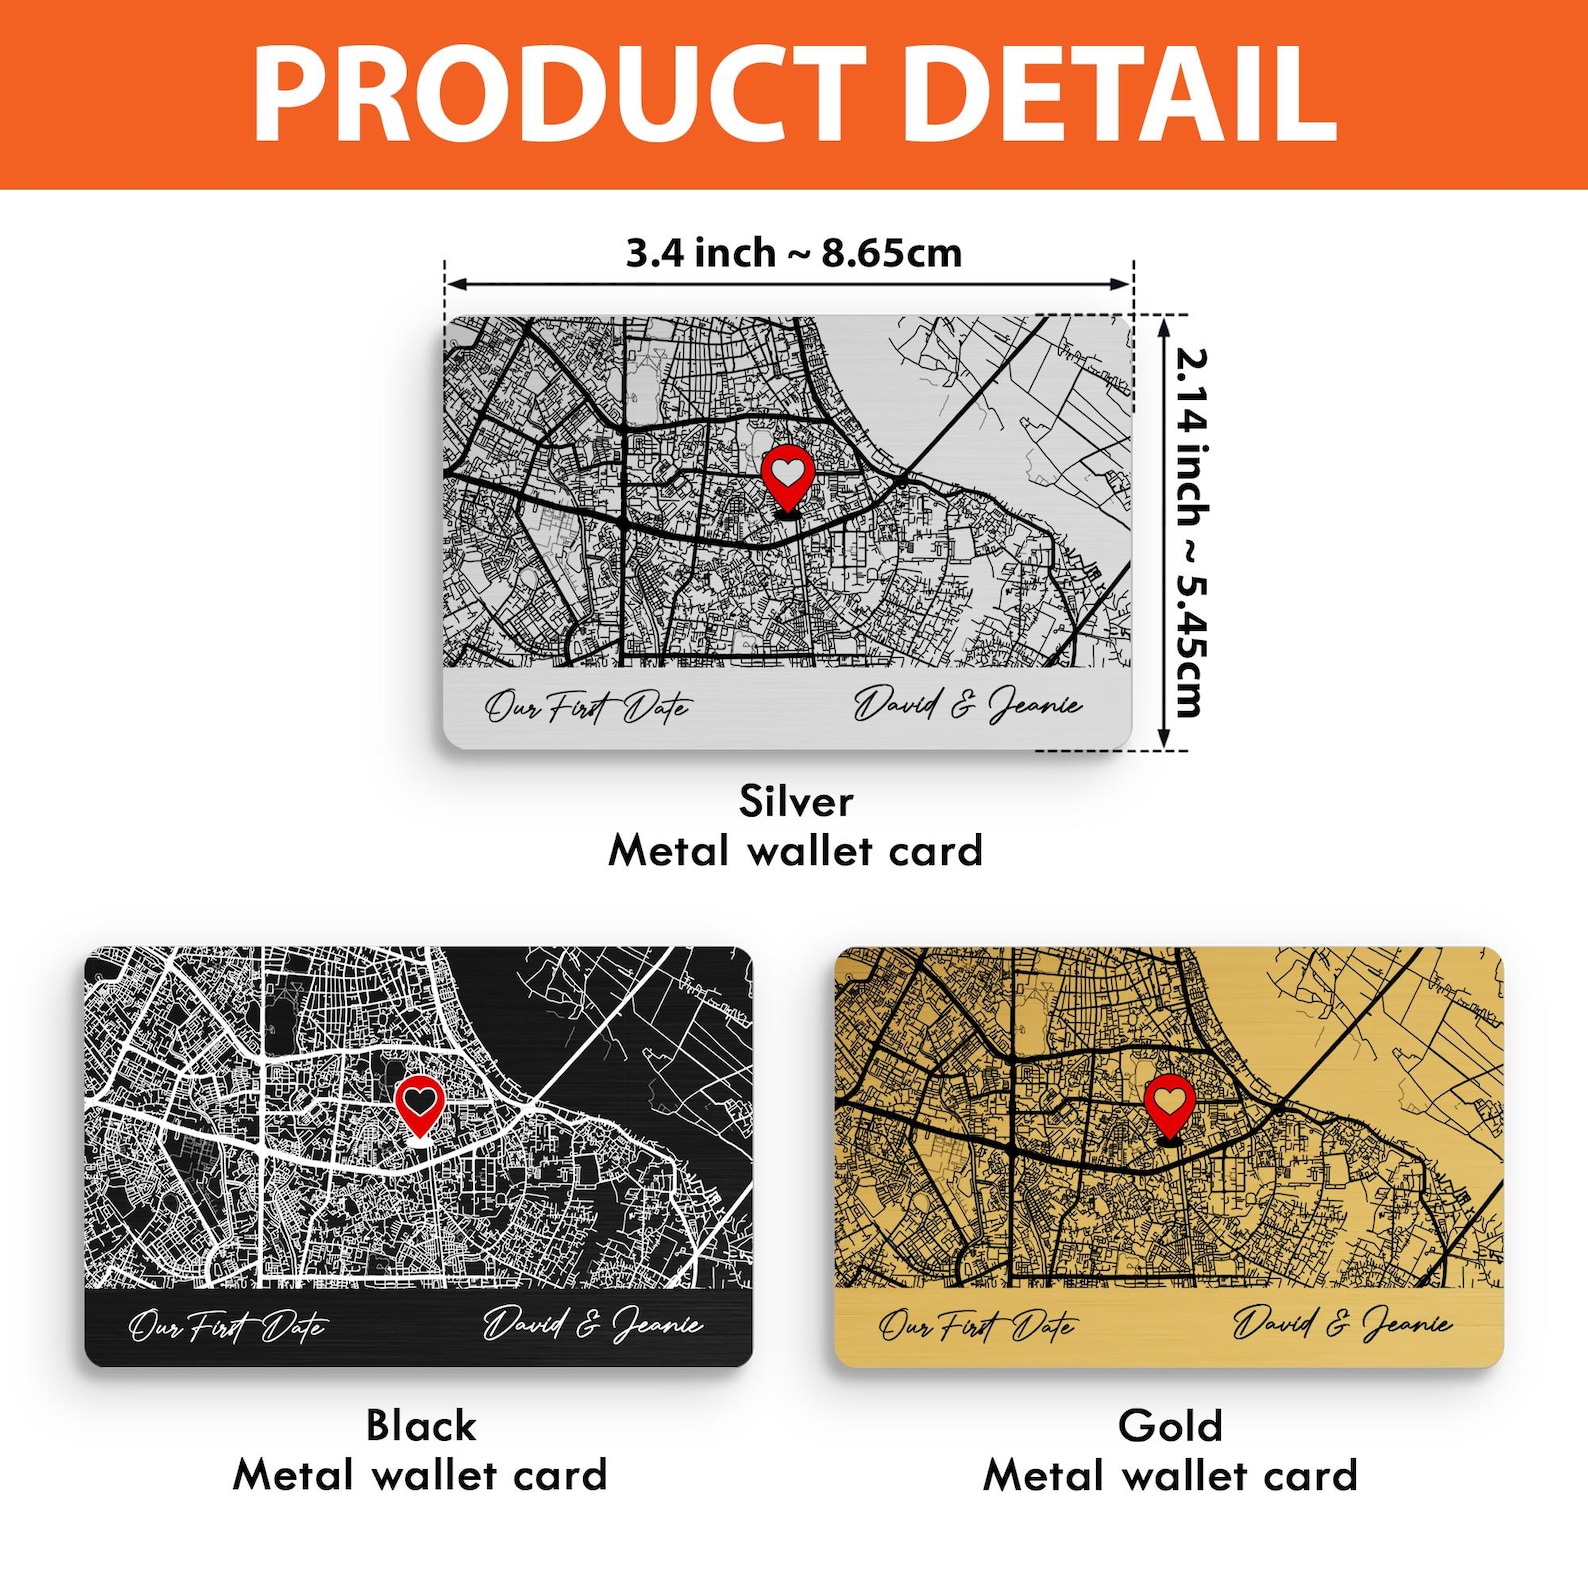 PRODUCT DETAIL
3.4 inch ~ 8.65cm
2.14 inch ~ 5.45cm
Our First Date David & Jeanie
Silver
Metal wallet card
Our First Date David & Jeanie
Our First Date David & Jeanie
Black
Metal wallet card
Gold
Metal wallet card